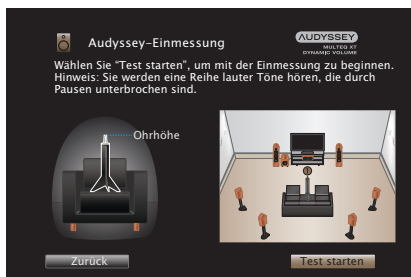 Audyssey-Einmessung
AUDYSSEY
MULTEQ XT
DYNAMIC VOLUME
Wählen Sie "Test starten", um mit der Einmessung zu beginnen.
Hinweis: Sie werden eine Reihe lauter Töne hören, die durch
Pausen unterbrochen sind.
Ohrhöhe
Zurück
Test starten